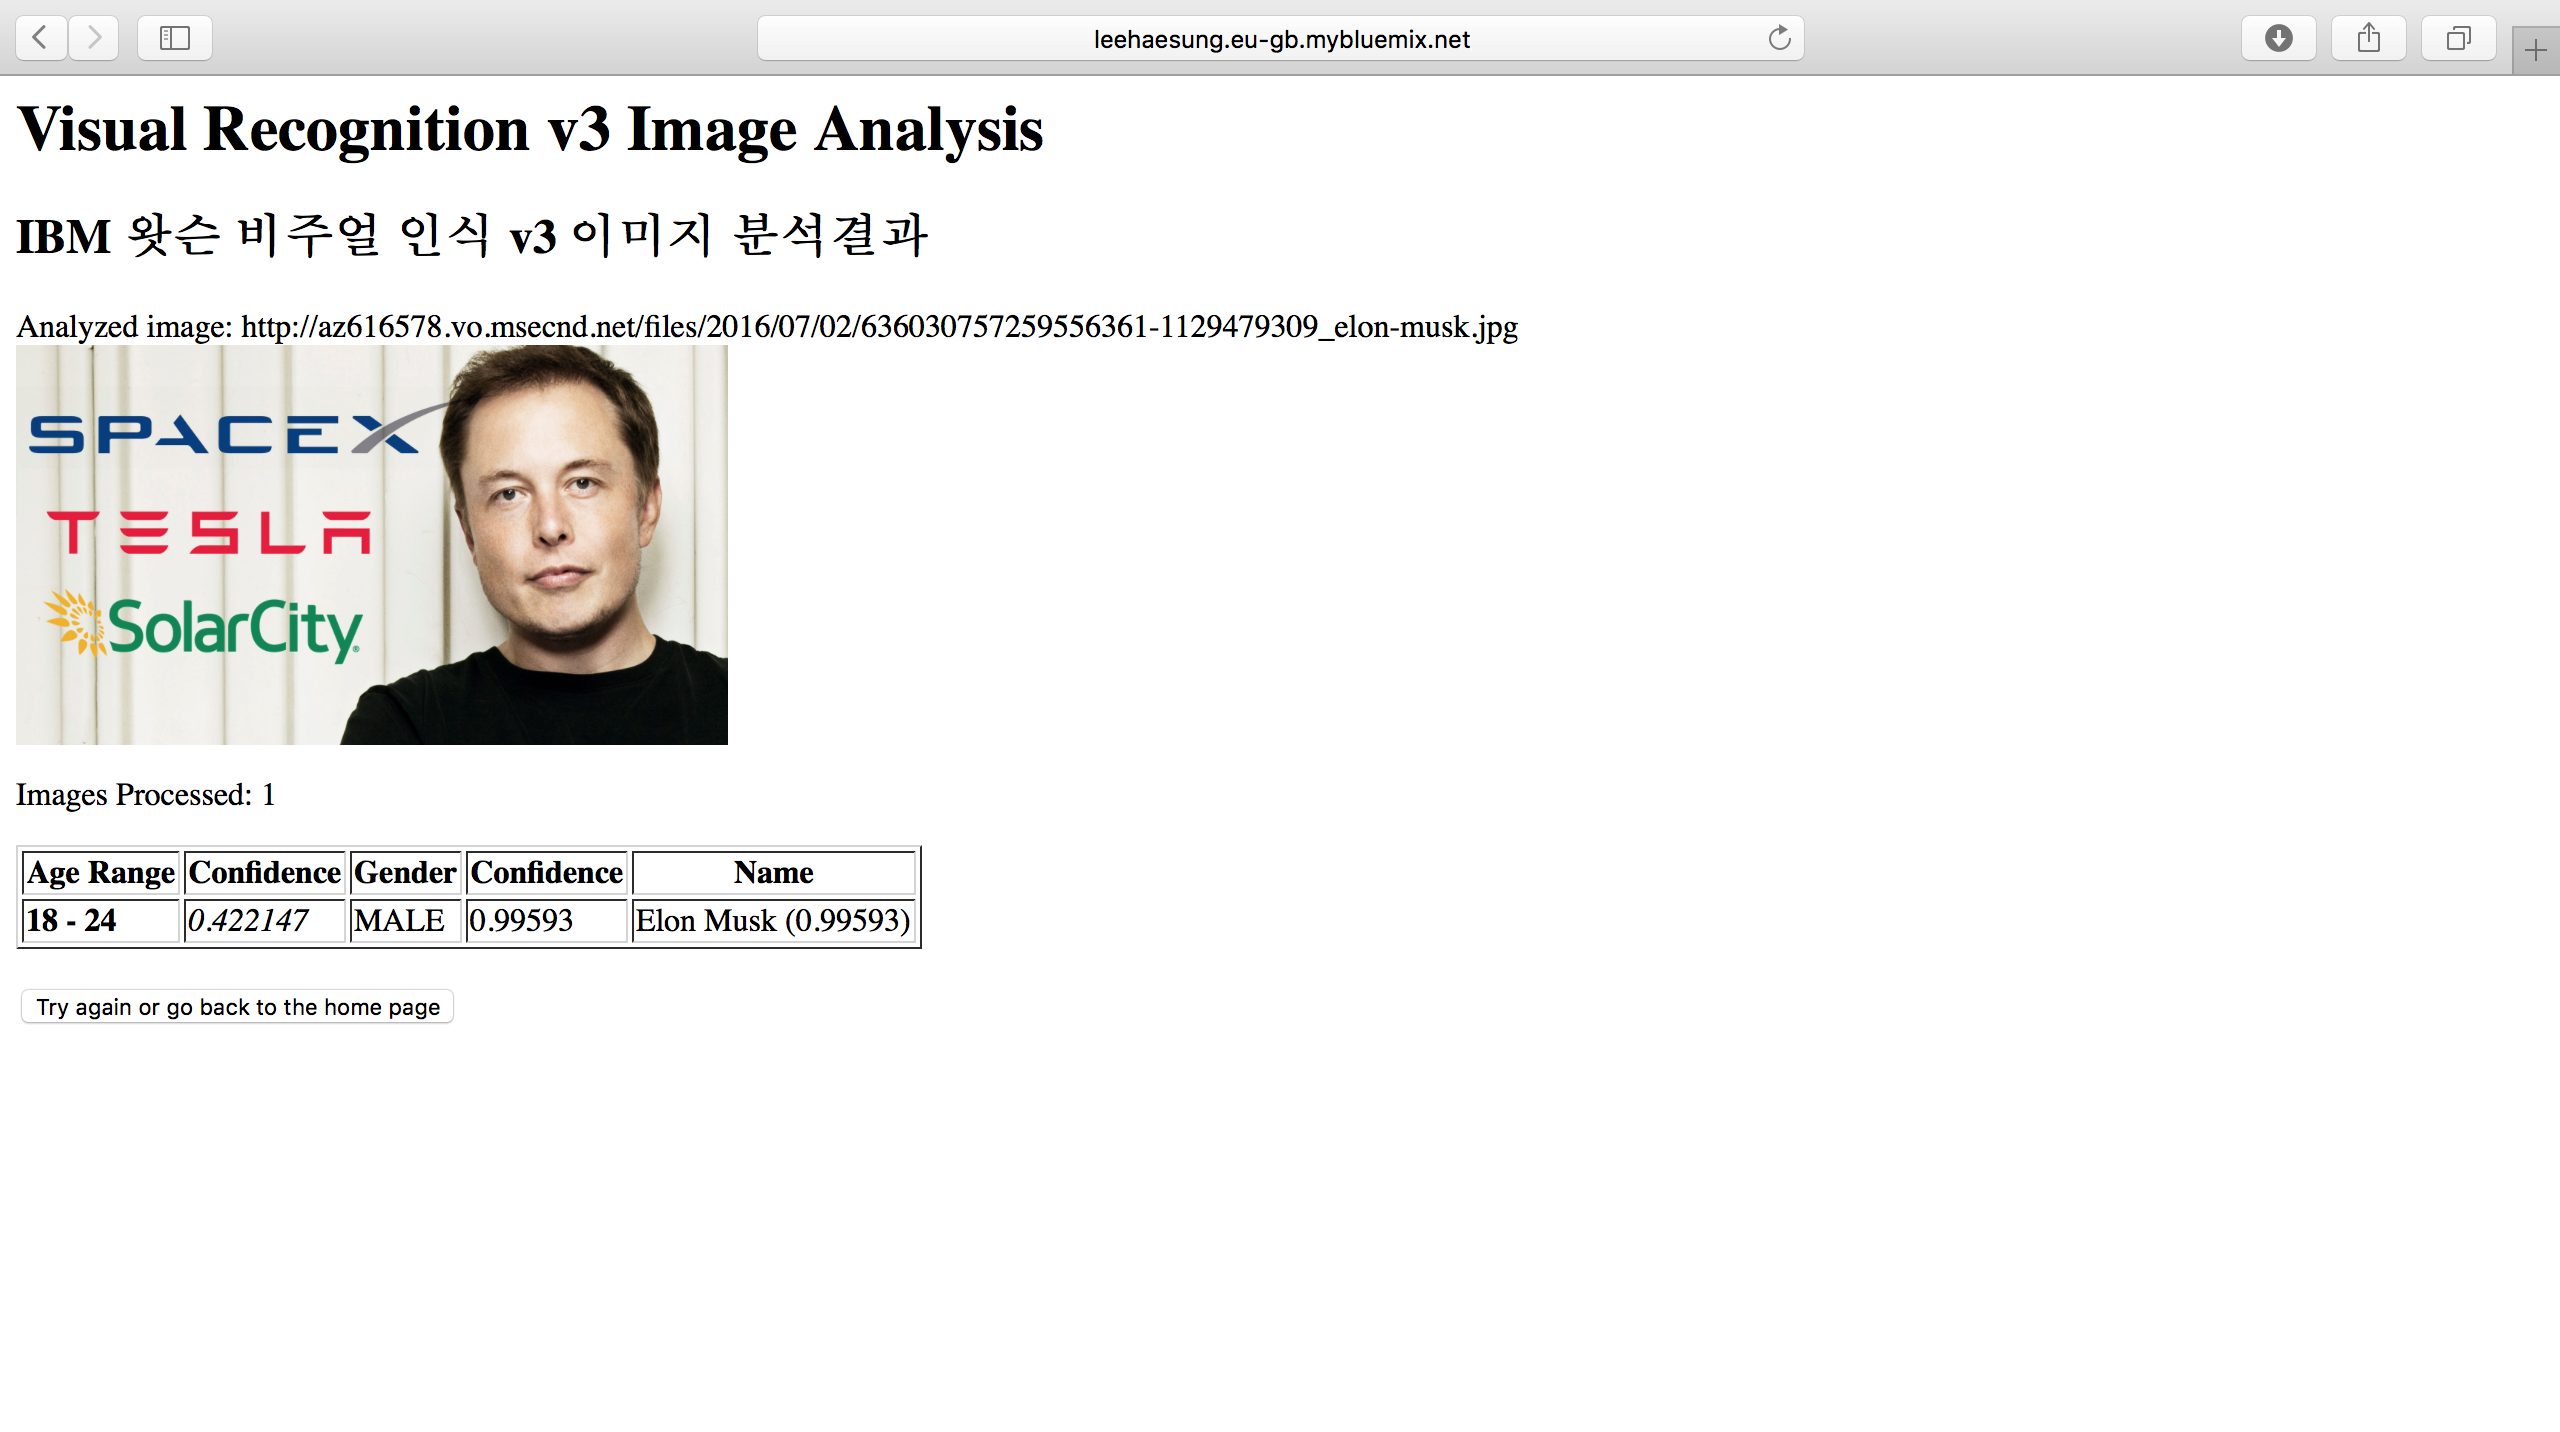 leehaesung.eu-gb.mybluemix.net
Visual Recognition v3 Image Analysis
IBM 왓슨 비주얼 인식 v3 이미지 분석결과
Analyzed image: http://az616578.vo.msecnd.net/files/2016/07/02/636030757259556361-1129479309_elon-musk.jpg
SPACEX
TESLA
SolarCity
Images Processed: 1
Age Range Confidence Gender Confidence Name
18 - 24 0.422147 MALE 0.99593 Elon Musk (0.99593)
Try again or go back to the home page